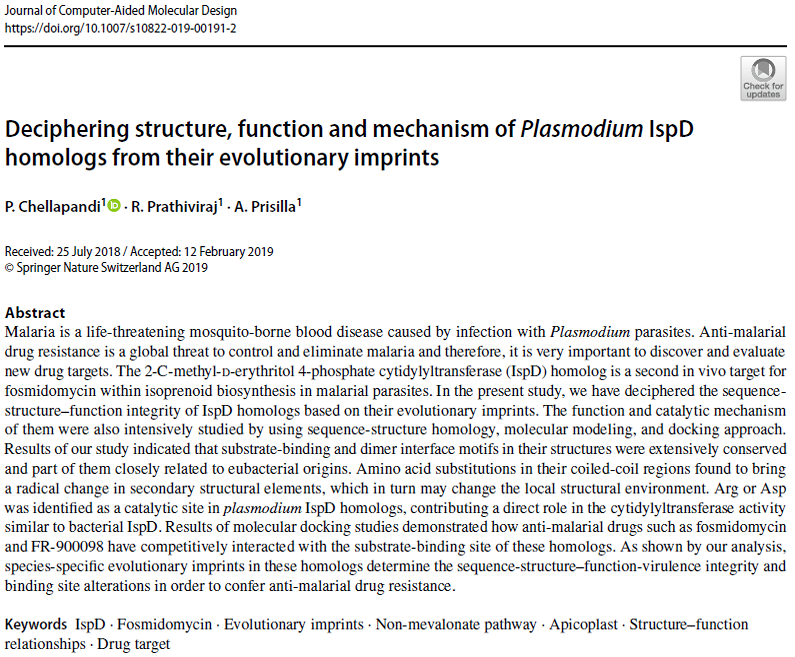 Journal of Computer-Aided Molecular Design
https://doi.org/10.1007/s10822-019-00191-2
Check for
updates
Deciphering structure, function and mechanism of Plasmodium IspD
homologs from their evolutionary imprints
P. Chellapandi1 iD · R. Prathiviraj1 · A. Prisilla1
Received: 25 July 2018 / Accepted: 12 February 2019
© Springer Nature Switzerland AG 2019
Abstract
Malaria is a life-threatening mosquito-borne blood disease caused by infection with Plasmodium parasites. Anti-malarial
drug resistance is a global threat to control and eliminate malaria and therefore, it is very important to discover and evaluate
new drug targets. The 2-C-methyl-D-erythritol 4-phosphate cytidylyltransferase (IspD) homolog is a second in vivo target for
fosmidomycin within isoprenoid biosynthesis in malarial parasites. In the present study, we have deciphered the sequence-
structure–function integrity of IspD homologs based on their evolutionary imprints. The function and catalytic mechanism
of them were also intensively studied by using sequence-structure homology, molecular modeling, and docking approach.
Results of our study indicated that substrate-binding and dimer interface motifs in their structures were extensively conserved
and part of them closely related to eubacterial origins. Amino acid substitutions in their coiled-coil regions found to bring
a radical change in secondary structural elements, which in turn may change the local structural environment. Arg or Asp
was identified as a catalytic site in plasmodium IspD homologs, contributing a direct role in the cytidylyltransferase activity
similar to bacterial IspD. Results of molecular docking studies demonstrated how anti-malarial drugs such as fosmidomycin
and FR-900098 have competitively interacted with the substrate-binding site of these homologs. As shown by our analysis,
species-specific evolutionary imprints in these homologs determine the sequence-structure–function-virulence integrity and
binding site alterations in order to confer anti-malarial drug resistance.
Keywords IspD · Fosmidomycin · Evolutionary imprints · Non-mevalonate pathway · Apicoplast · Structure–function
relationships · Drug target